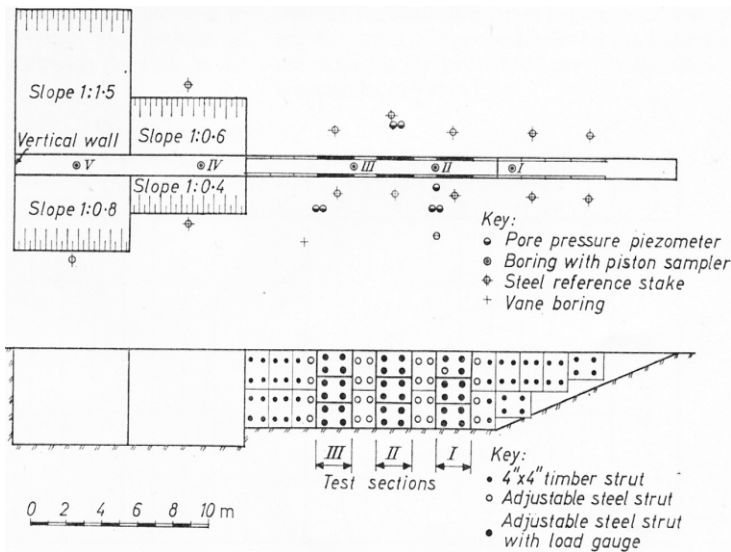 Slope 1:1·5
Slope 1:0·6
Vertical wall
V
IV
III
II
I
Slope 1:0·4
Slope 1:0·8
Key:
Pore pressure piezometer
Boring with piston sampler
Steel reference stake
Vane boring
III
II
I
Test sections
Key:
4"x4" timber strut
Adjustable steel strut
Adjustable steel strut
with load gauge
0 2 4 6 8 10 m